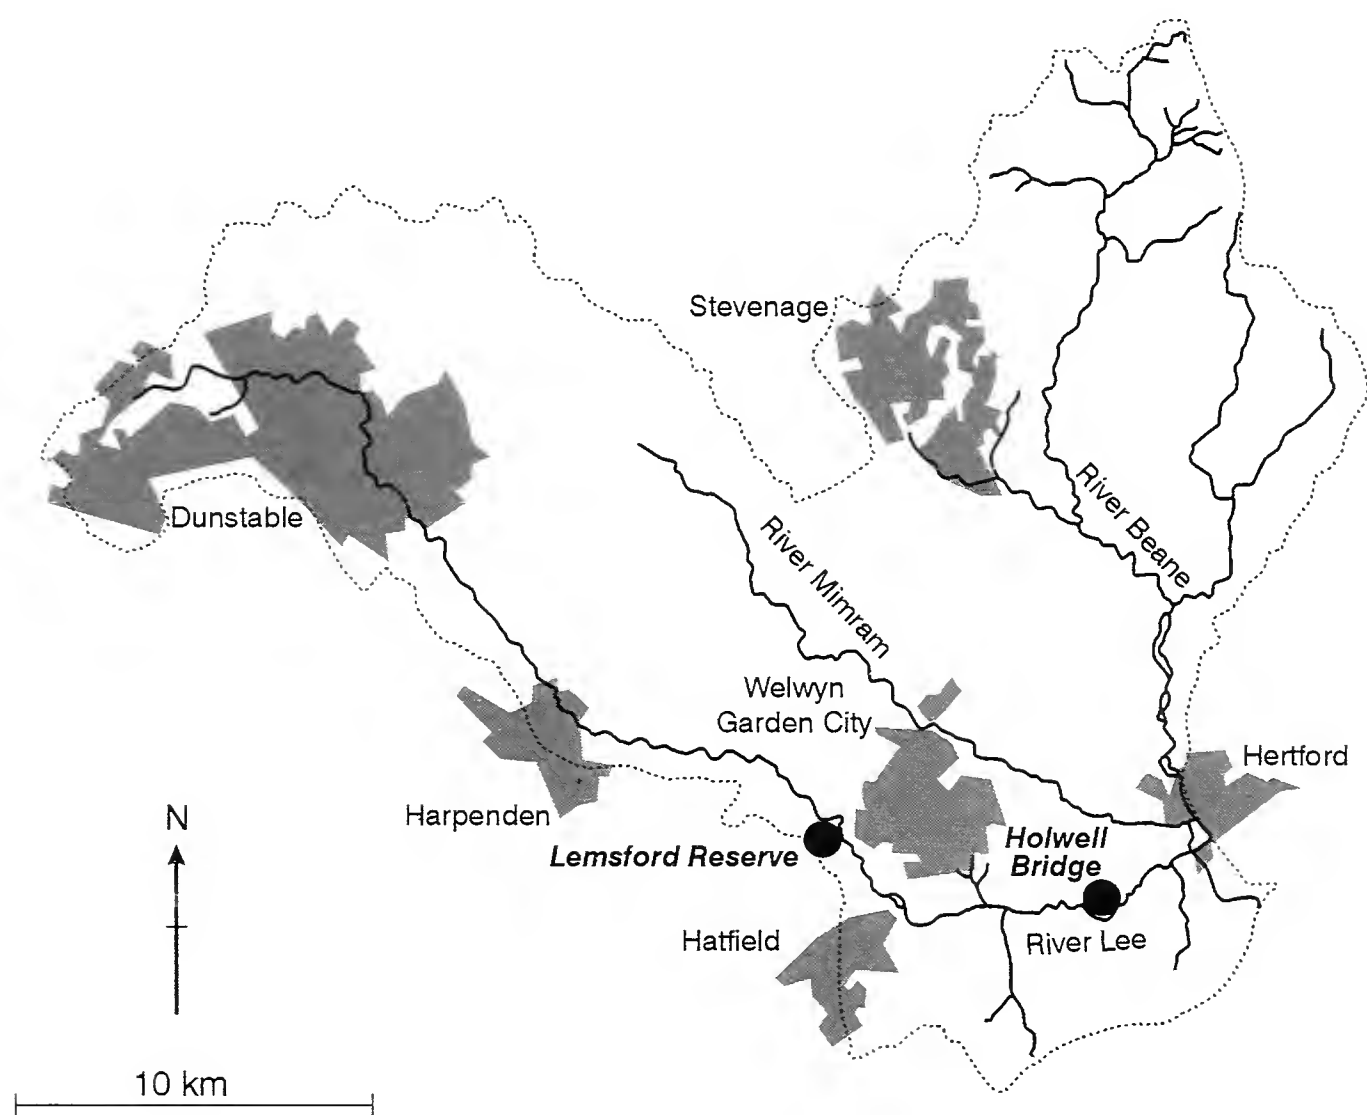 Stevenage
Dunstable
River Beane
River Mimram
Welwyn
Garden City
Hertford
Harpenden
N
Lemsford Reserve
Holwell
Bridge
Hatfield
River Lee
10 km